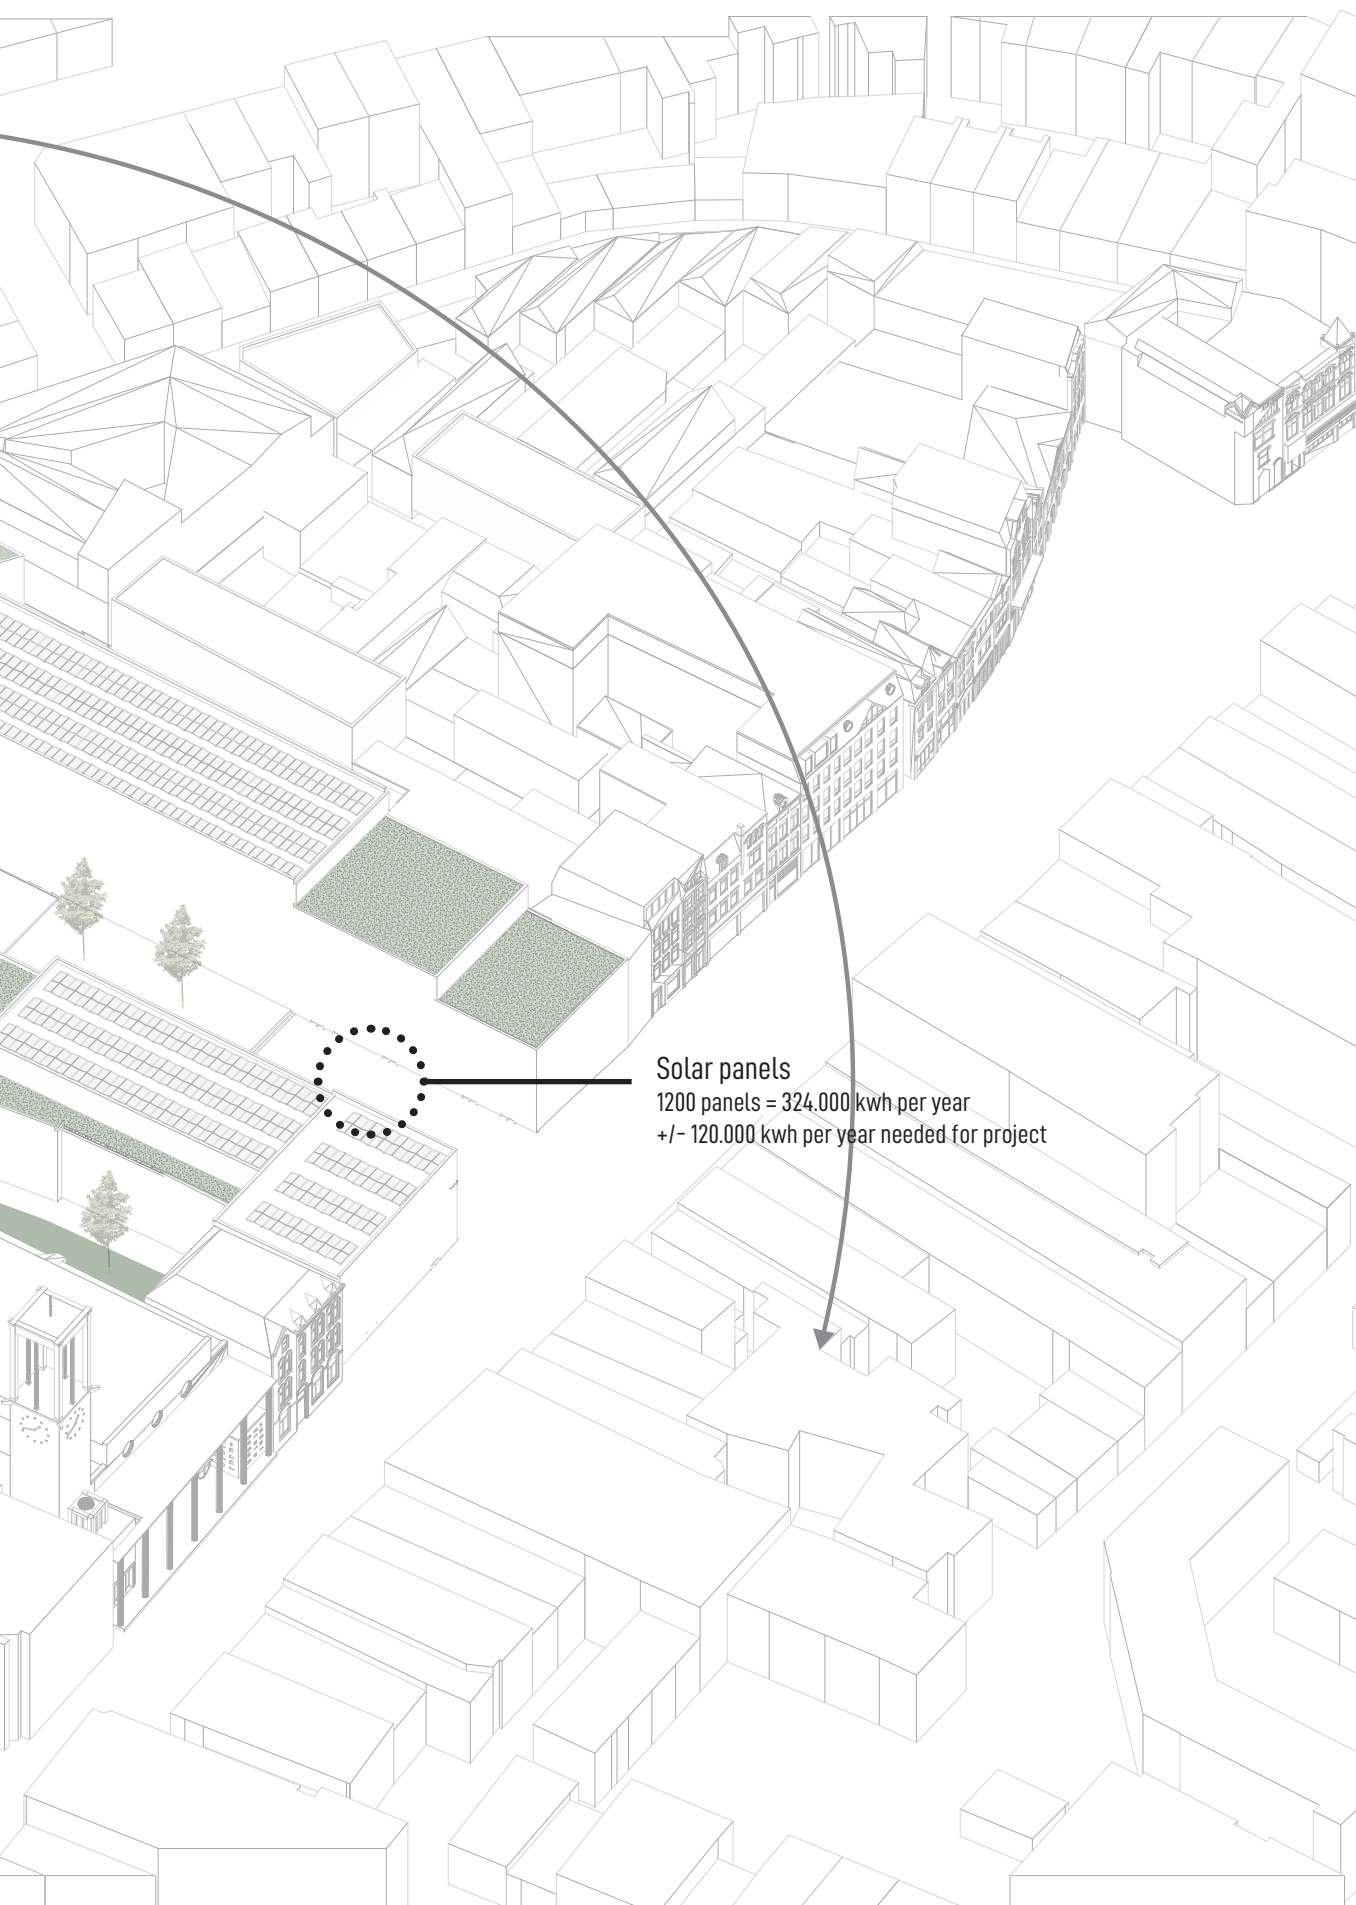 Solar panels
1200 panels = 324.000 kwh per year
+/- 120.000 kwh per year needed for project